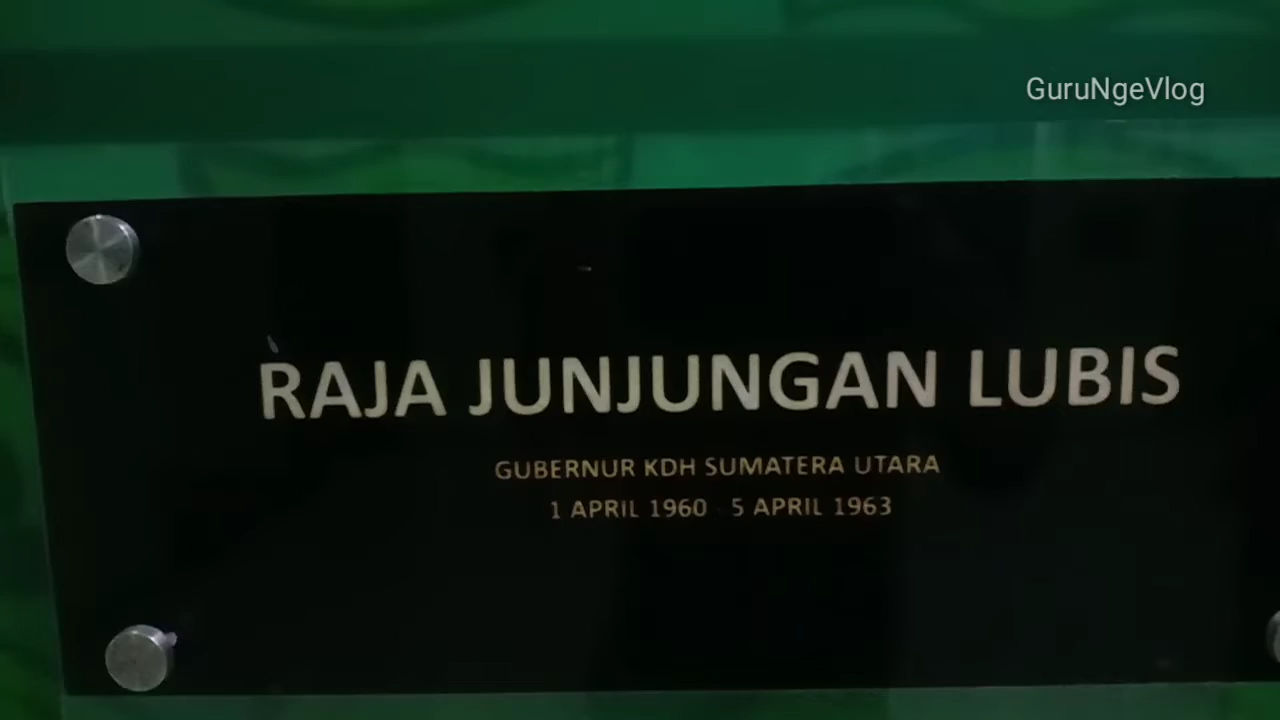 GuruNgeVlog
RAJA JUNJUNGAN LUBIS
GUBERNUR KDH SUMATERA UTARA
1 APRIL 1960 - 5 APRIL 1963